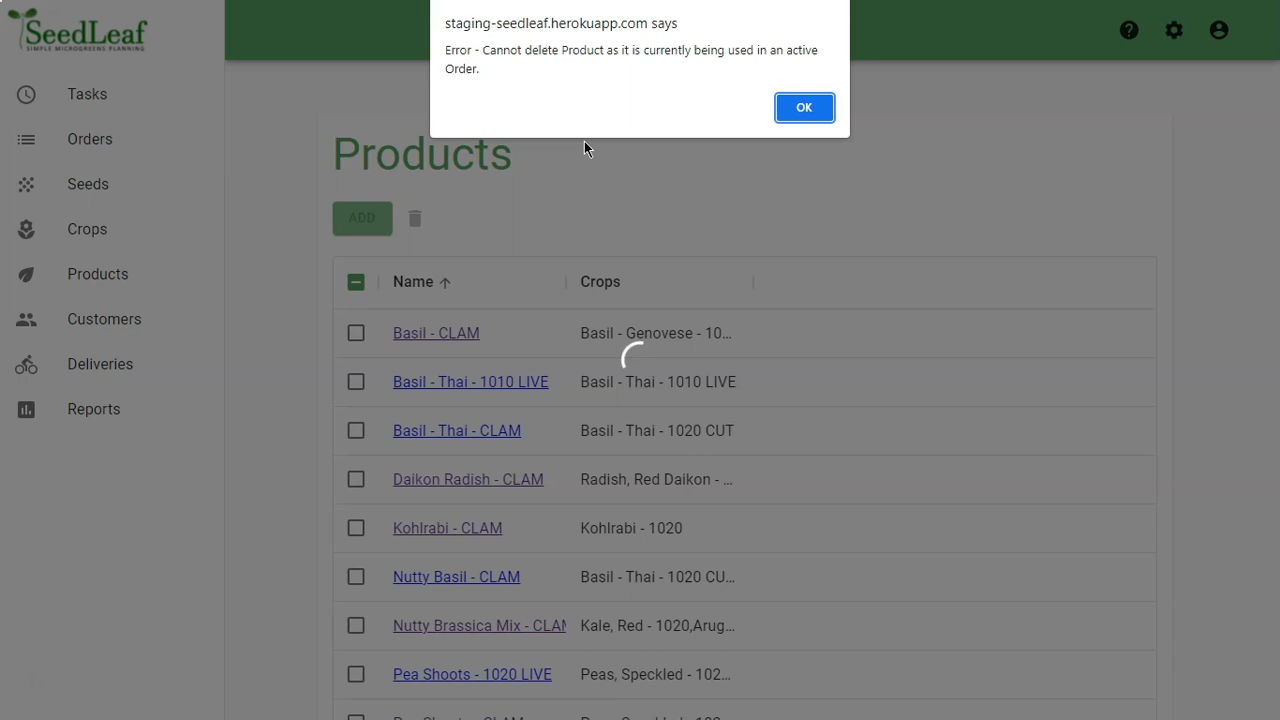 SeedLeaf
SIMPLE MICROGREENS PLANNING
staging-seedleaf.herokuapp.com says
Error - Cannot delete Product as it is currently being used in an active
Order.
OK
Tasks
Orders
Seeds
Crops
Products
Customers
Deliveries
Reports
Products
ADD
Name Crops
Basil - CLAM Basil - Genovese - 10...
Basil - Thai - 1010 LIVE Basil - Thai - 1010 LIVE
Basil - Thai - CLAM Basil - Thai - 1020 CUT
Daikon Radish - CLAM Radish, Red Daikon - ...
Kohlrabi - CLAM Kohlrabi - 1020
Nutty Basil - CLAM Basil - Thai - 1020 CU...
Nutty Brassica Mix - CLAM Kale, Red - 1020,Arug...
Pea Shoots - 1020 LIVE Peas, Speckled - 102...